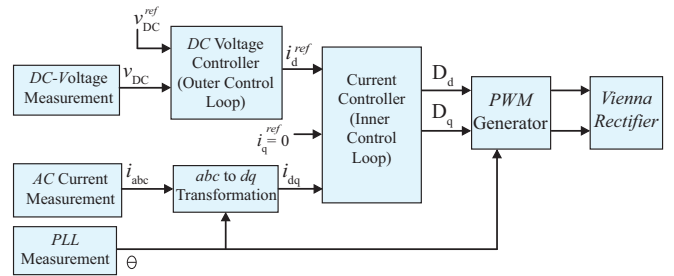 v_DC^ref
DC Voltage
Controller
(Outer Control
Loop)
i_d^ref
DC-Voltage
Measurement
v_DC
Current
Controller
(Inner
Control
Loop)
D_d
D_q
PWM
Generator
Vienna
Rectifier
i_q^ref=0
AC Current
Measurement
i_abc
abc to dq
Transformation
i_dq
PLL
Measurement
θ